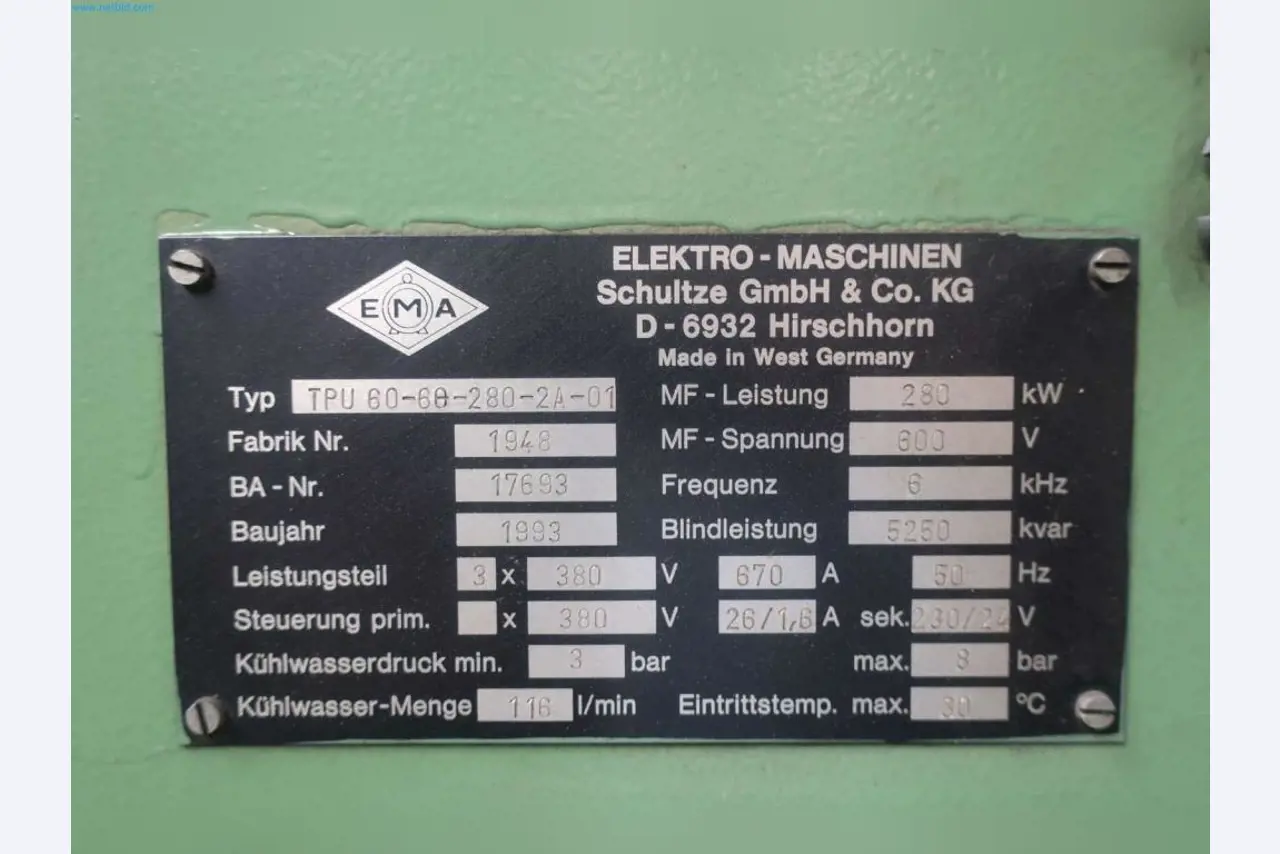 www.netbid.com
EMA
ELEKTRO-MASCHINEN
Schultze GmbH & Co. KG
D-6932 Hirschhorn
Made in West Germany
Typ TPU 60-60-280-2A-01 MF-Leistung 280 kW
Fabrik Nr. 1948 MF-Spannung 600 V
BA-Nr. 17693 Frequenz 6 kHz
Baujahr 1993 Blindleistung 5250 kvar
Leistungsteil 3 x 380 V 670 A 50 Hz
Steuerung prim. x 380 V 26/1,6 A sek. 230/24 V
Kühlwasserdruck min. 3 bar max. 8 bar
Kühlwasser-Menge 116 l/min Eintrittstemp. max. 30 °C